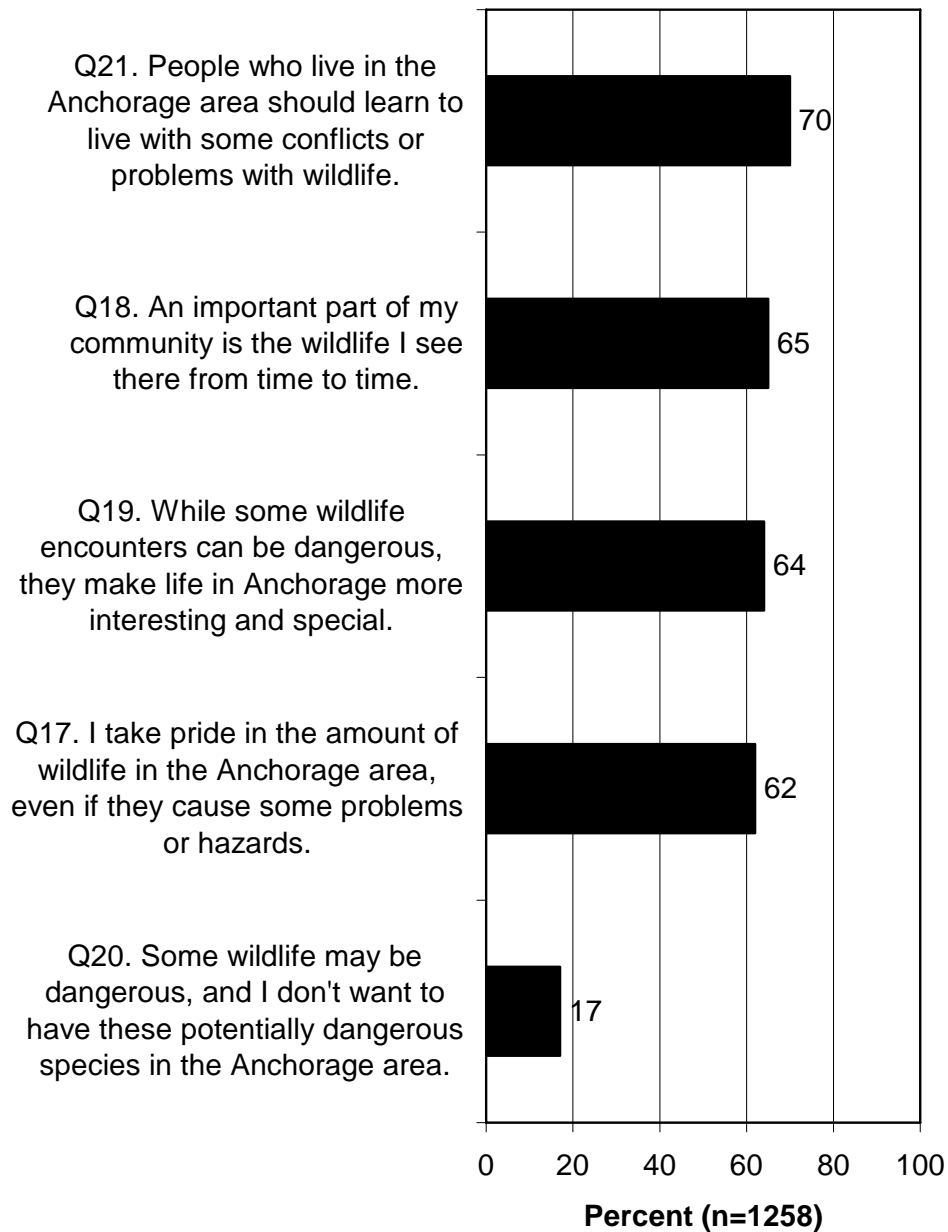 Q21. People who live in the
Anchorage area should learn to
live with some conflicts or
problems with wildlife.
70
Q18. An important part of my
community is the wildlife I see
there from time to time.
65
Q19. While some wildlife
encounters can be dangerous,
they make life in Anchorage more
interesting and special.
64
Q17. I take pride in the amount of
wildlife in the Anchorage area,
even if they cause some problems
or hazards.
62
Q20. Some wildlife may be
dangerous, and I don't want to
have these potentially dangerous
species in the Anchorage area.
17
0 20 40 60 80 100
Percent (n=1258)